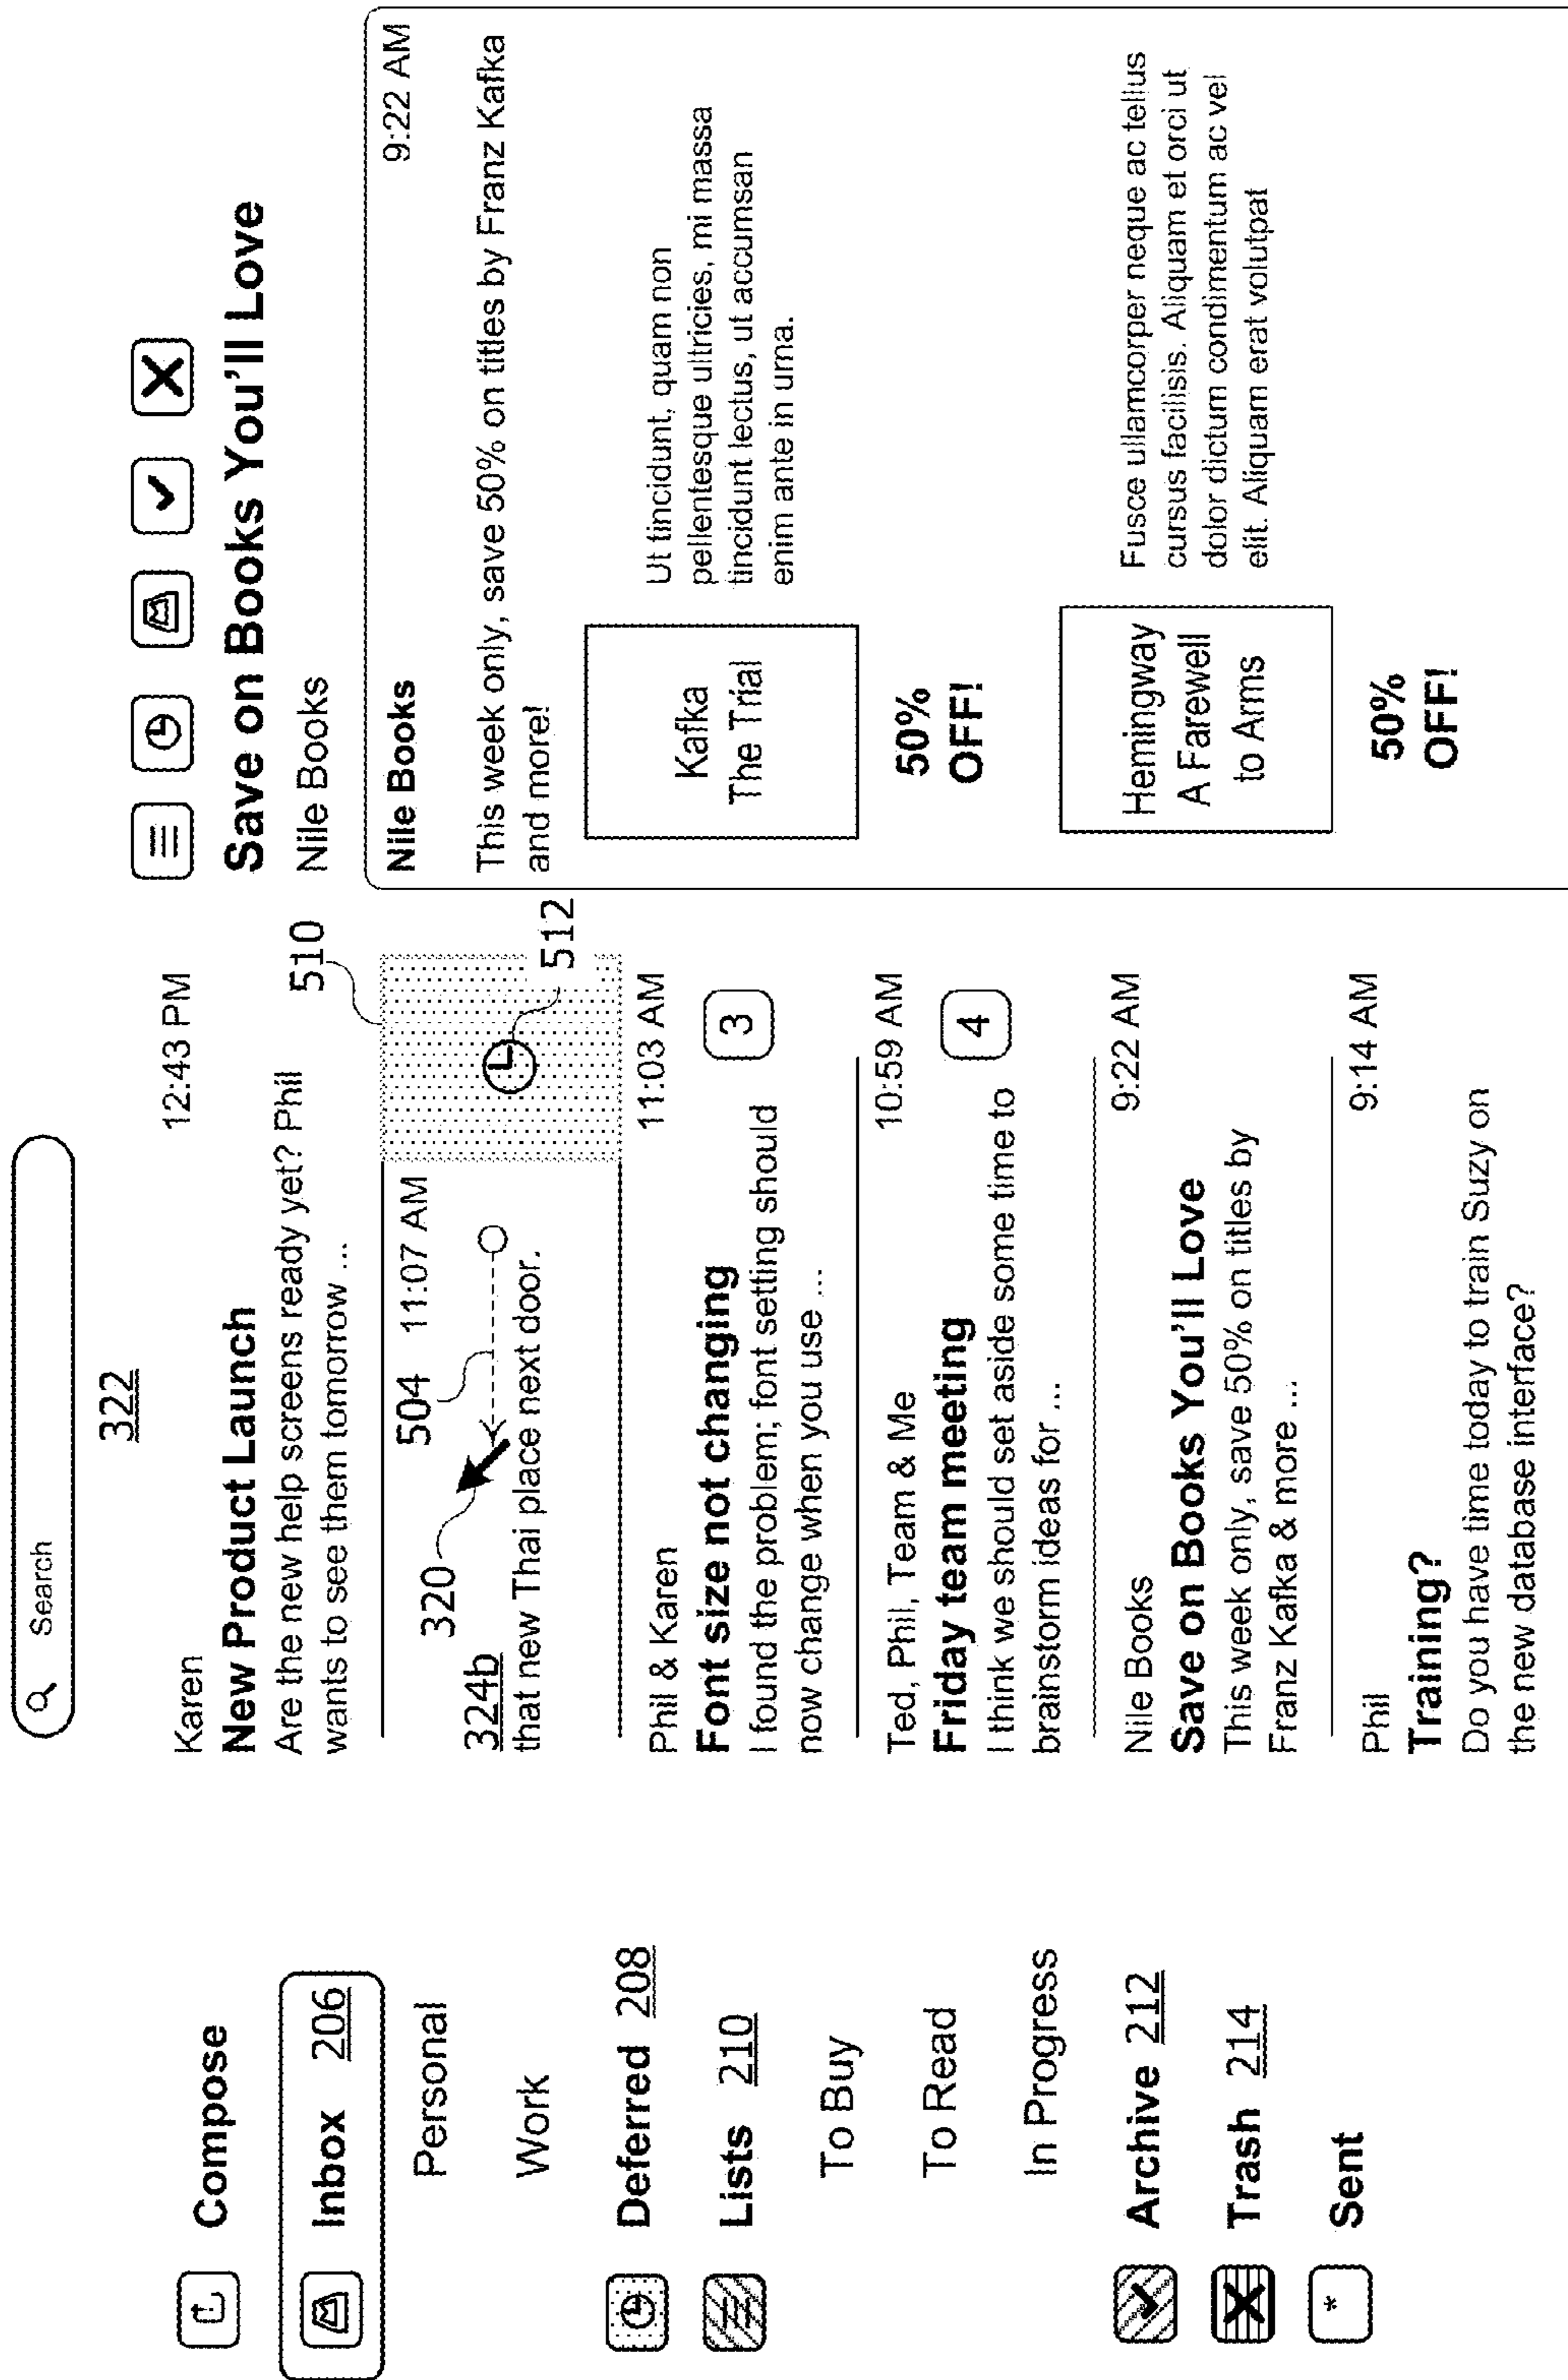 Compose
Inbox 206
Personal
Work
Deferred 208
Lists 210
To Buy
To Read
In Progress
Archive 212
Trash 214
* Sent
Search
322
Karen 12:43 PM
New Product Launch
Are the new help screens ready yet? Phil
wants to see them tomorrow ...
510
504 11:07 AM
320
324b
that new Thai place next door.
512
Phil & Karen 11:03 AM
Font size not changing
3
I found the problem; font setting should
now change when you use ...
Ted, Phil, Team & Me 10:59 AM
Friday team meeting
4
I think we should set aside some time to
brainstorm ideas for ...
Nile Books 9:22 AM
Save on Books You'll Love
This week only, save 50% on titles by
Franz Kafka & more ...
Phil 9:14 AM
Training?
Do you have time today to train Suzy on
the new database interface?
Save on Books You'll Love
Nile Books
Nile Books 9:22 AM
This week only, save 50% on titles by Franz Kafka
and more!
Kafka
The Trial
50%
OFF!
Ut tincidunt, quam non
pellentesque ultricies, mi massa
tincidunt lectus, ut accumsan
enim ante in urna.
Hemingway
A Farewell
to Arms
50%
OFF!
Fusce ullamcorper neque ac tellus
cursus facilisis. Aliquam et orci ut
dolor dictum condimentum ac vel
elit. Aliquam erat volutpat